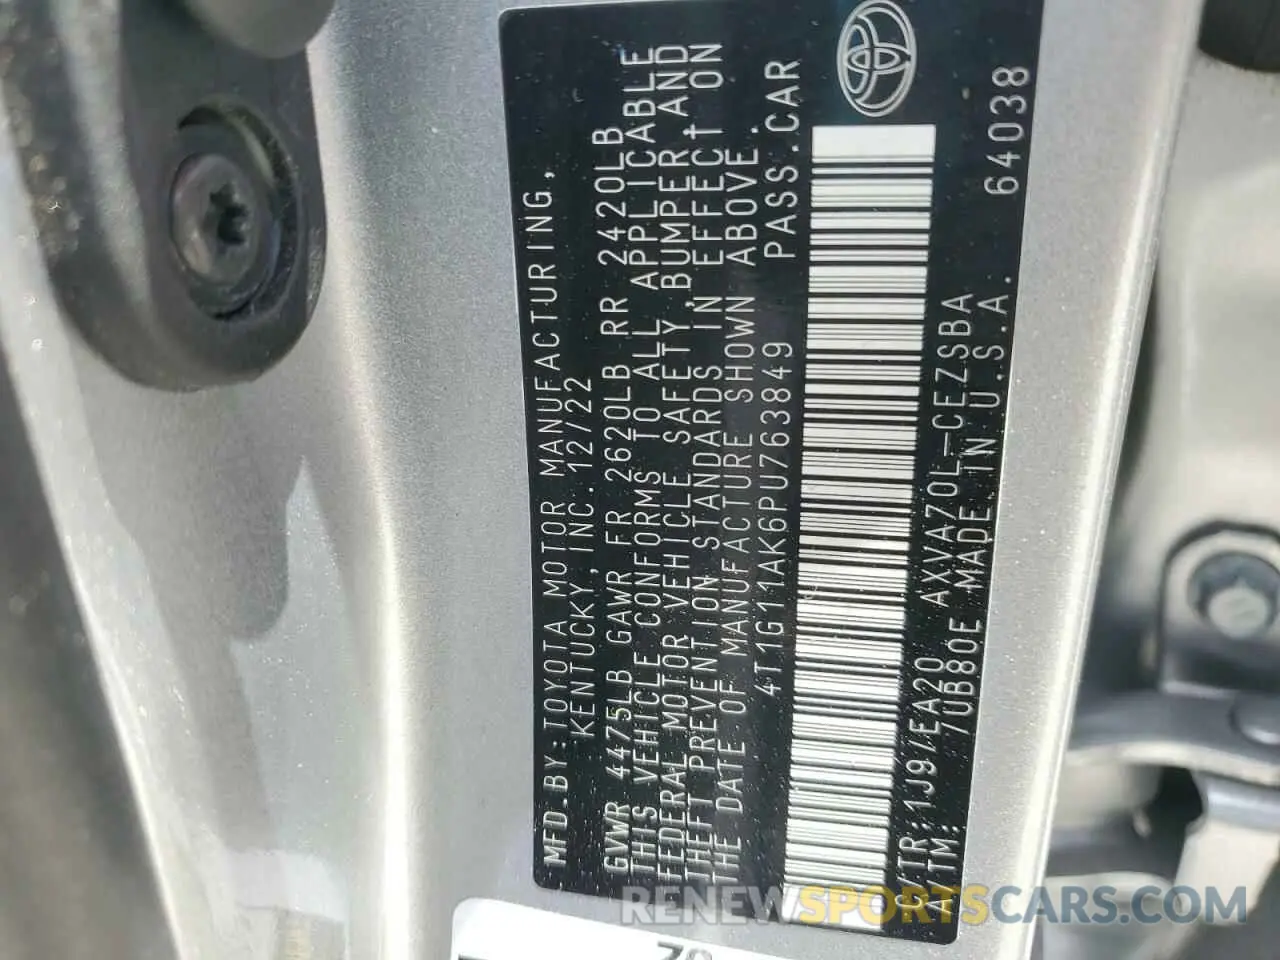 MFD.BY:TOYOTA MOTOR MANUFACTURING,
KENTUCKY,INC.12/22
GVWR 4475LB GAWR FR 2620LB RR 2420LB
THIS VEHICLE CONFORMS TO ALL APPLICABLE
FEDERAL MOTOR VEHICLE SAFETY,BUMPER,AND
THEFT PREVENTION STANDARDS IN EFFECT ON
THE DATE OF MANUFACTURE SHOWN ABOVE.
4T1G11AK6PU763849 PASS.CAR
C/TR:1J9/EA20 AXVA70L-CEZSBA
A/TM: /UB80E MADE IN U.S.A. 64038
RENEWSPORTSCARS.COM